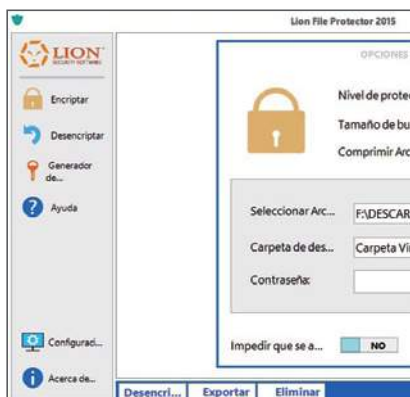 Lion File Protector 2015
LION
SECURITY SOFTWARE
OPCIONES
Encriptar
Nivel de protec
Desencriptar
Tamaño de bu
Comprimir Arc
Generador
de...
Ayuda
Seleccionar Arc...
F:\DESCAR
Carpeta de des...
Carpeta Vir
Contraseña:
Configuraci...
Impedir que se a...
NO
Acerca de...
Desencri...
Exportar
Eliminar